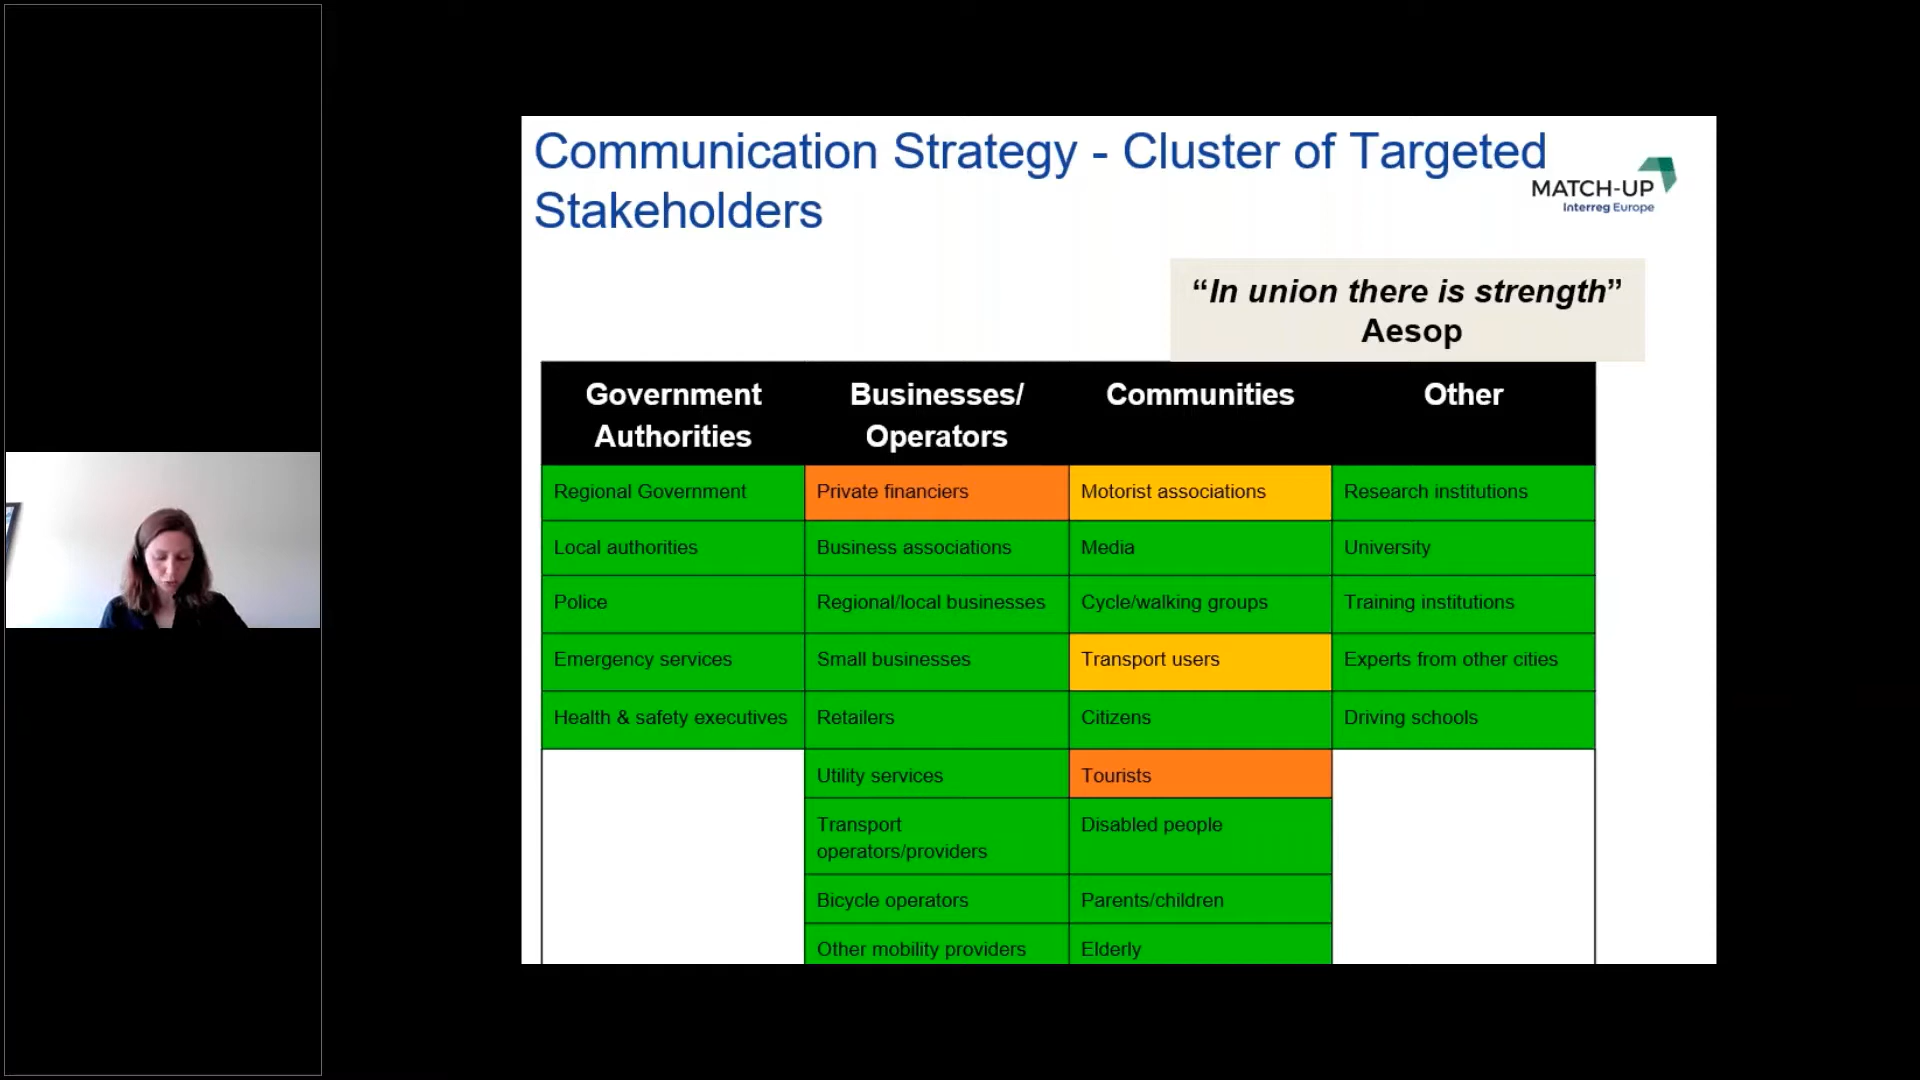 Communication Strategy - Cluster of Targeted
Stakeholders
MATCH-UP
Interreg Europe
“In union there is strength”
Aesop
Government
Authorities
Businesses/
Operators
Communities
Other
Regional Government
Private financiers
Motorist associations
Research institutions
Local authorities
Business associations
Media
University
Police
Regional/local businesses
Cycle/walking groups
Training institutions
Emergency services
Small businesses
Transport users
Experts from other cities
Health & safety executives
Retailers
Citizens
Driving schools
Utility services
Tourists
Transport
operators/providers
Disabled people
Bicycle operators
Parents/children
Other mobility providers
Elderly